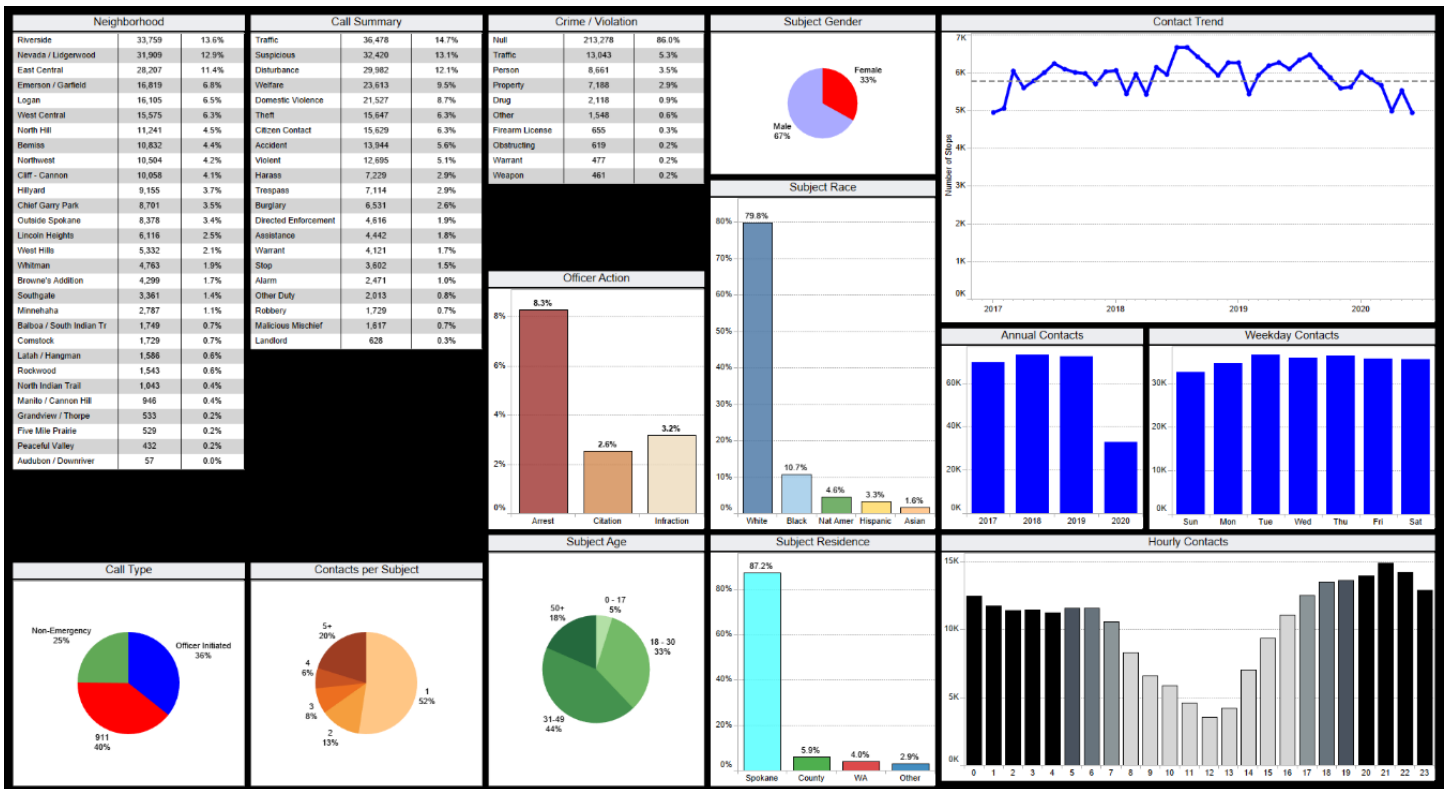 Neighborhood
Riverside 33,759 13.6%
Nevada / Lidgerwood 31,909 12.9%
East Central 28,207 11.4%
Emerson / Garfield 16,819 6.8%
Logan 16,105 6.5%
West Central 15,575 6.3%
North Hill 11,241 4.5%
Bemiss 10,832 4.4%
Northwest 10,504 4.2%
Cliff - Cannon 10,058 4.1%
Hillyard 9,155 3.7%
Chief Garry Park 8,701 3.5%
Outside Spokane 8,378 3.4%
Lincoln Heights 6,116 2.5%
West Hills 5,332 2.1%
Whitman 4,763 1.9%
Browne's Addition 4,299 1.7%
Southgate 3,361 1.4%
Minnehaha 2,787 1.1%
Balboa / South Indian Tr 1,749 0.7%
Comstock 1,729 0.7%
Latah / Hangman 1,586 0.6%
Rockwood 1,543 0.6%
North Indian Trail 1,043 0.4%
Manito / Cannon Hill 946 0.4%
Grandview / Thorpe 533 0.2%
Five Mile Prairie 529 0.2%
Peaceful Valley 432 0.2%
Audubon / Downriver 57 0.0%
Call Summary
Traffic 36,478 14.7%
Suspicious 32,420 13.1%
Disturbance 29,982 12.1%
Welfare 23,613 9.5%
Domestic Violence 21,527 8.7%
Theft 15,647 6.3%
Citizen Contact 15,629 6.3%
Accident 13,944 5.6%
Violent 12,695 5.1%
Harass 7,229 2.9%
Trespass 7,114 2.9%
Burglary 6,531 2.6%
Directed Enforcement 4,616 1.9%
Assistance 4,442 1.8%
Warrant 4,121 1.7%
Stop 3,602 1.5%
Alarm 2,471 1.0%
Other Duty 2,013 0.8%
Robbery 1,729 0.7%
Malicious Mischief 1,617 0.7%
Landlord 628 0.3%
Crime / Violation
Null 213,278 86.0%
Traffic 13,043 5.3%
Person 8,661 3.5%
Property 7,188 2.9%
Drug 2,118 0.9%
Other 1,548 0.6%
Firearm License 655 0.3%
Obstructing 619 0.2%
Warrant 477 0.2%
Weapon 461 0.2%
Subject Gender
Female
33%
Male
67%
Contact Trend
Number of Stops
7K
6K
5K
4K
3K
2K
1K
0K
2017 2018 2019 2020
Subject Race
80%
70%
60%
50%
40%
30%
20%
10%
0%
79.8% 10.7% 4.6% 3.3% 1.6%
White Black Nat Amer Hispanic Asian
Officer Action
8%
6%
4%
2%
0%
8.3% 2.6% 3.2%
Arrest Citation Infraction
Annual Contacts
60K
40K
20K
0K
2017 2018 2019 2020
Weekday Contacts
30K
20K
10K
0K
Sun Mon Tue Wed Thu Fri Sat
Call Type
Non-Emergency
25%
Officer Initiated
36%
911
40%
Contacts per Subject
5+
20%
4
6%
3
8%
2
13%
1
52%
Subject Age
50+
18%
0 - 17
5%
18 - 30
33%
31-49
44%
Subject Residence
80%
60%
40%
20%
0%
87.2% 5.9% 4.0% 2.9%
Spokane County WA Other
Hourly Contacts
15K
10K
5K
0K
0 1 2 3 4 5 6 7 8 9 10 11 12 13 14 15 16 17 18 19 20 21 22 23